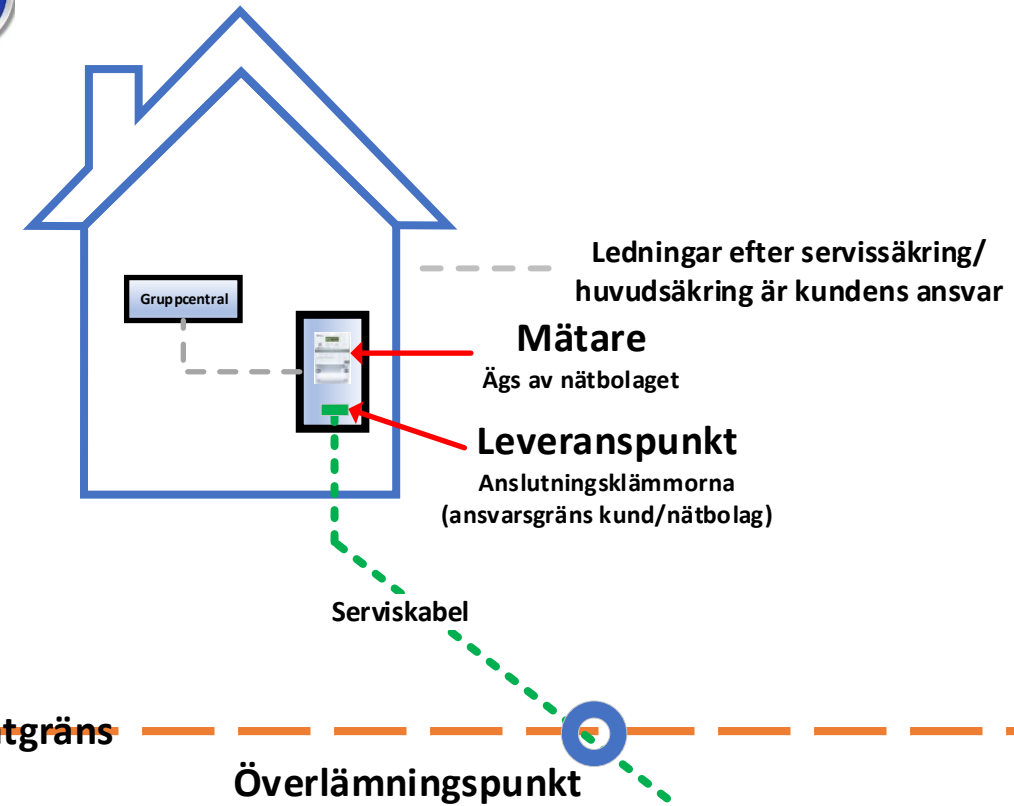 Ledningar efter servissäkring/
huvudsäkring är kundens ansvar
Gruppcentral
Mätare
Ägs av nätbolaget
Leveranspunkt
Anslutningsklämmorna
(ansvarsgräns kund/nätbolag)
Serviskabel
tgräns
Överlämningspunkt